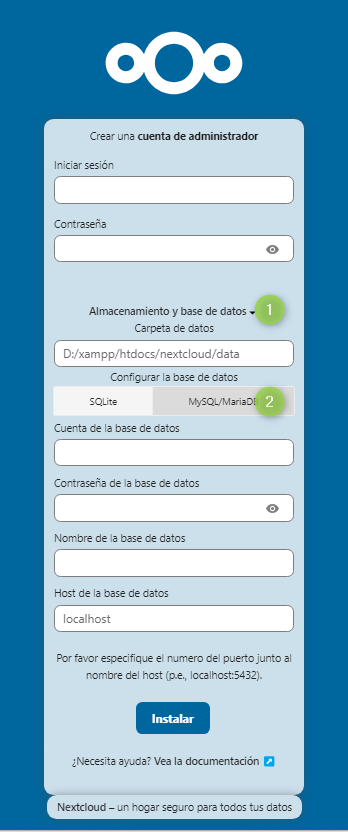 Crear una cuenta de administrador
Iniciar sesión
Contraseña
Almacenamiento y base de datos
1
Carpeta de datos
D:/xampp/htdocs/nextcloud/data
Configurar la base de datos
SQLite MySQL/MariaDB 2
Cuenta de la base de datos
Contraseña de la base de datos
Nombre de la base de datos
Host de la base de datos
localhost
Por favor especifique el numero del puerto junto al
nombre del host (p.e., localhost:5432).
Instalar
¿Necesita ayuda? Vea la documentación
Nextcloud – un hogar seguro para todos tus datos